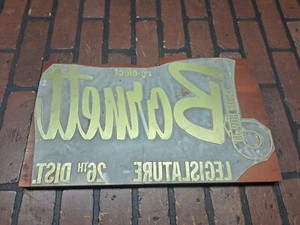 re-elect
Barnett
LEGISLATURE - 26TH DIST.